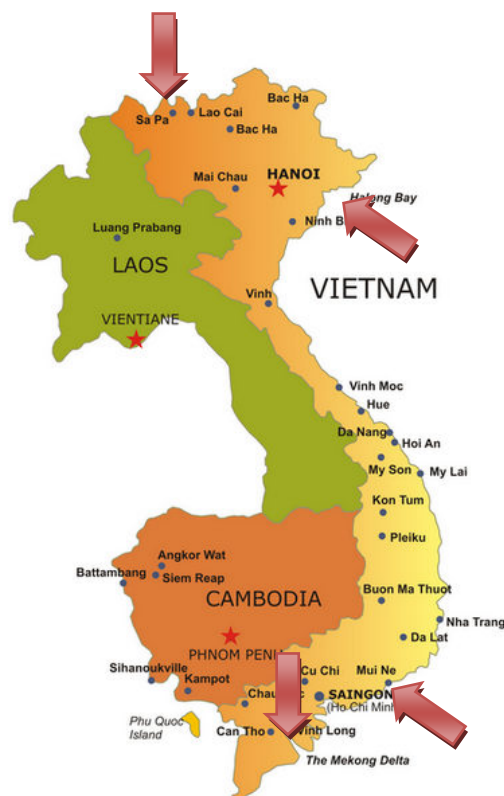 Bac Ha
Sa Pa
Lao Cai
Bac Ha
Mai Chau
HANOI
Halong Bay
Ninh B
Luang Prabang
LAOS
VIETNAM
Vinh
VIENTIANE
Vinh Moc
Hue
Da Nang
Hoi An
My Son
My Lai
Kon Tum
Pleiku
Angkor Wat
Siem Reap
Battambang
CAMBODIA
Buon Ma Thuot
Nha Trang
Da Lat
PHNOM PENH
Sihanoukville
Kampot
Cu Chi
Mui Ne
SAINGON
(Ho Chi Minh
Phu Quoc
Island
Can Tho
Vinh Long
The Mekong Delta